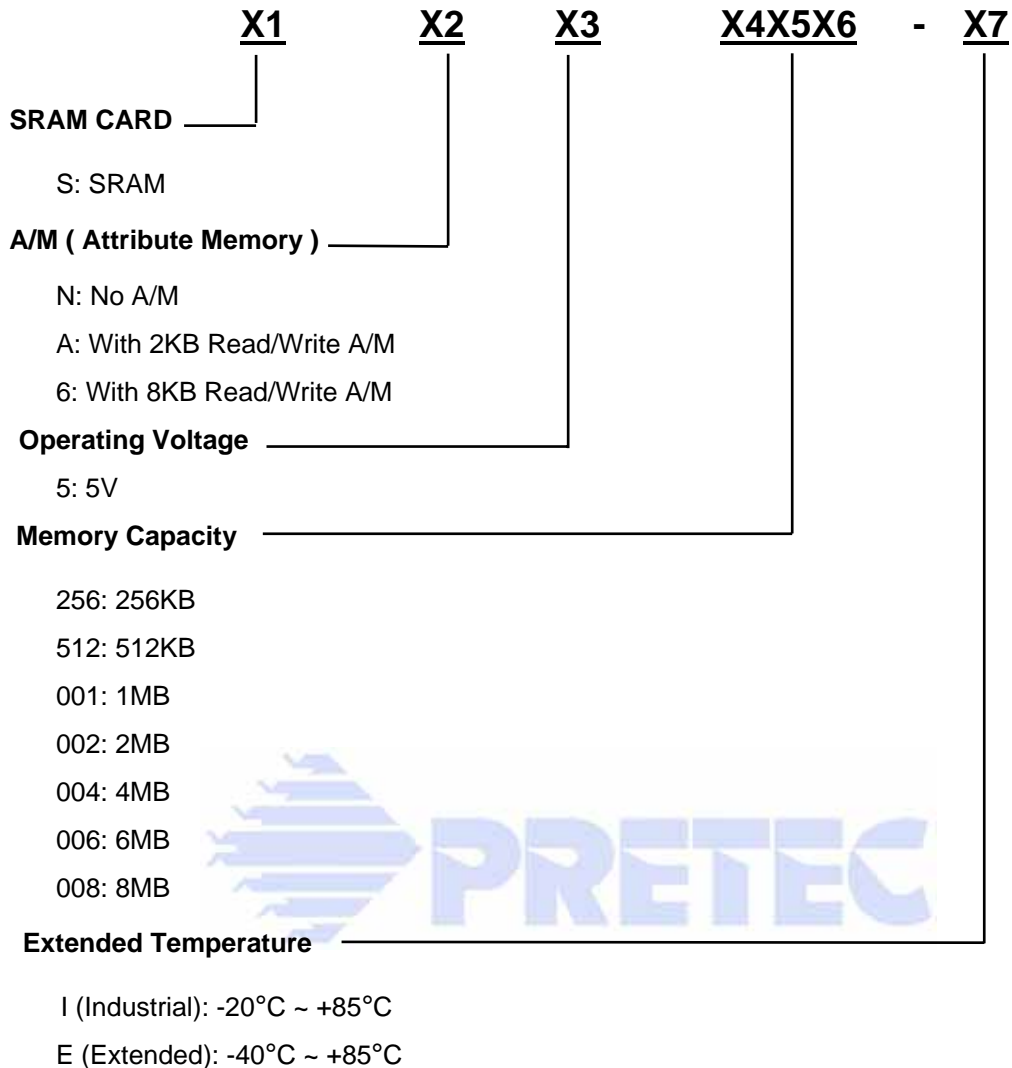 X1 X2 X3 X4X5X6 - X7
SRAM CARD
S: SRAM
A/M ( Attribute Memory )
N: No A/M
A: With 2KB Read/Write A/M
6: With 8KB Read/Write A/M
Operating Voltage
5: 5V
Memory Capacity
256: 256KB
512: 512KB
001: 1MB
002: 2MB
004: 4MB
006: 6MB
008: 8MB
PRETEC
Extended Temperature
I (Industrial): -20°C ~ +85°C
E (Extended): -40°C ~ +85°C